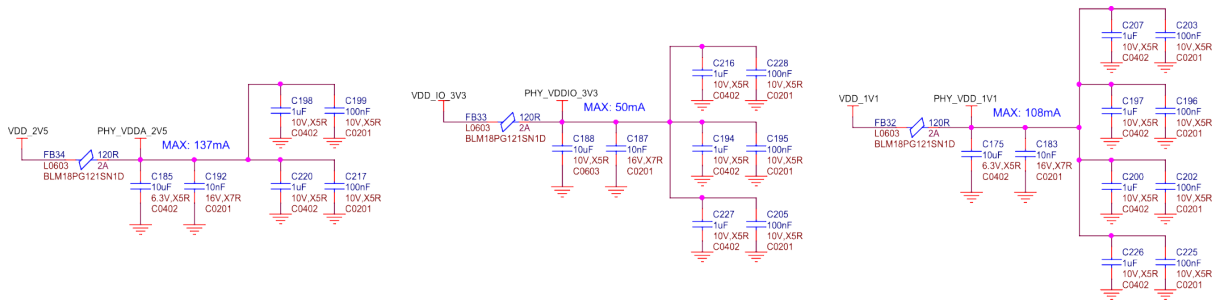 VDD_2V5
FB34
120R
L0603
2A
BLM18PG121SN1D
PHY_VDDA_2V5
MAX: 137mA
C185
10uF
6.3V,X5R
C0402
C192
10nF
16V,X7R
C0201
C198
1uF
10V,X5R
C0402
C199
100nF
10V,X5R
C0201
C220
1uF
10V,X5R
C0402
C217
100nF
10V,X5R
C0201
VDD_IO_3V3
FB33
120R
L0603
2A
BLM18PG121SN1D
PHY_VDDIO_3V3
MAX: 50mA
C188
10uF
10V,X5R
C0603
C187
10nF
16V,X7R
C0201
C216
1uF
10V,X5R
C0402
C228
100nF
10V,X5R
C0201
C194
1uF
10V,X5R
C0402
C195
100nF
10V,X5R
C0201
C227
1uF
10V,X5R
C0402
C205
100nF
10V,X5R
C0201
VDD_1V1
FB32
120R
L0603
2A
BLM18PG121SN1D
PHY_VDD_1V1
MAX: 108mA
C175
10uF
6.3V,X5R
C0402
C183
10nF
16V,X7R
C0201
C207
1uF
10V,X5R
C0402
C203
100nF
10V,X5R
C0201
C197
1uF
10V,X5R
C0402
C196
100nF
10V,X5R
C0201
C200
1uF
10V,X5R
C0402
C202
100nF
10V,X5R
C0201
C226
1uF
10V,X5R
C0402
C225
100nF
10V,X5R
C0201